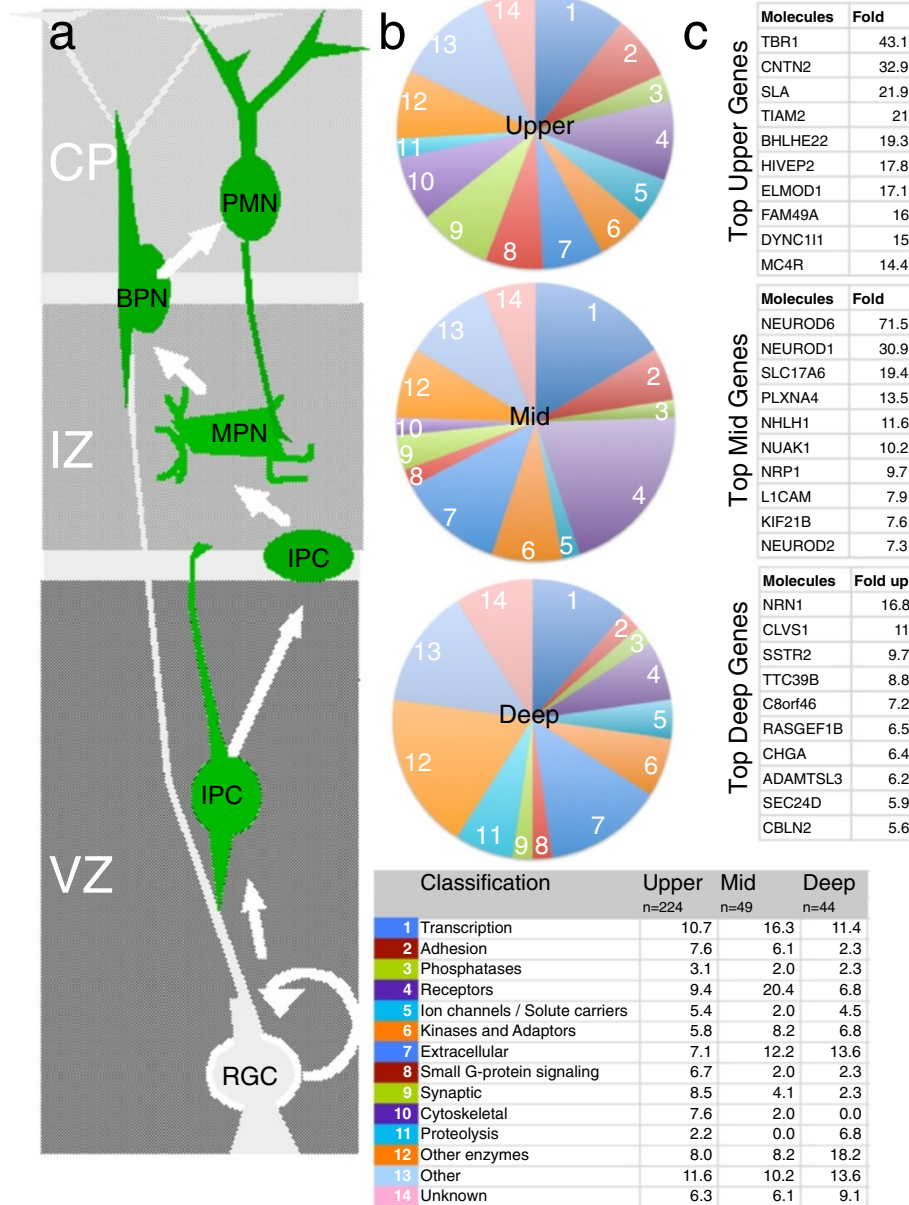 a
CP
PMN
BPN
IZ
MPN
IPC
IPC
VZ
RGC
b
Upper
1
2
3
4
5
6
7
8
9
10
11
12
13
14
Mid
1
2
3
4
5
6
7
8
9
10
12
13
14
Deep
1
2
3
4
5
6
7
8
9
11
12
13
14
c
Top Upper Genes
Molecules Fold
TBR1 43.1
CNTN2 32.9
SLA 21.9
TIAM2 21
BHLHE22 19.3
HIVEP2 17.8
ELMOD1 17.1
FAM49A 16
DYNC1I1 15
MC4R 14.4
Top Mid Genes
Molecules Fold
NEUROD6 71.5
NEUROD1 30.9
SLC17A6 19.4
PLXNA4 13.5
NHLH1 11.6
NUAK1 10.2
NRP1 9.7
L1CAM 7.9
KIF21B 7.6
NEUROD2 7.3
Top Deep Genes
Molecules Fold up
NRN1 16.8
CLVS1 11
SSTR2 9.7
TTC39B 8.8
C8orf46 7.2
RASGEF1B 6.5
CHGA 6.4
ADAMTSL3 6.2
SEC24D 5.9
CBLN2 5.6
Classification Upper Mid Deep
n=224 n=49 n=44
1 Transcription 10.7 16.3 11.4
2 Adhesion 7.6 6.1 2.3
3 Phosphatases 3.1 2.0 2.3
4 Receptors 9.4 20.4 6.8
5 Ion channels / Solute carriers 5.4 2.0 4.5
6 Kinases and Adaptors 5.8 8.2 6.8
7 Extracellular 7.1 12.2 13.6
8 Small G-protein signaling 6.7 2.0 2.3
9 Synaptic 8.5 4.1 2.3
10 Cytoskeletal 7.6 2.0 0.0
11 Proteolysis 2.2 0.0 6.8
12 Other enzymes 8.0 8.2 18.2
13 Other 11.6 10.2 13.6
14 Unknown 6.3 6.1 9.1